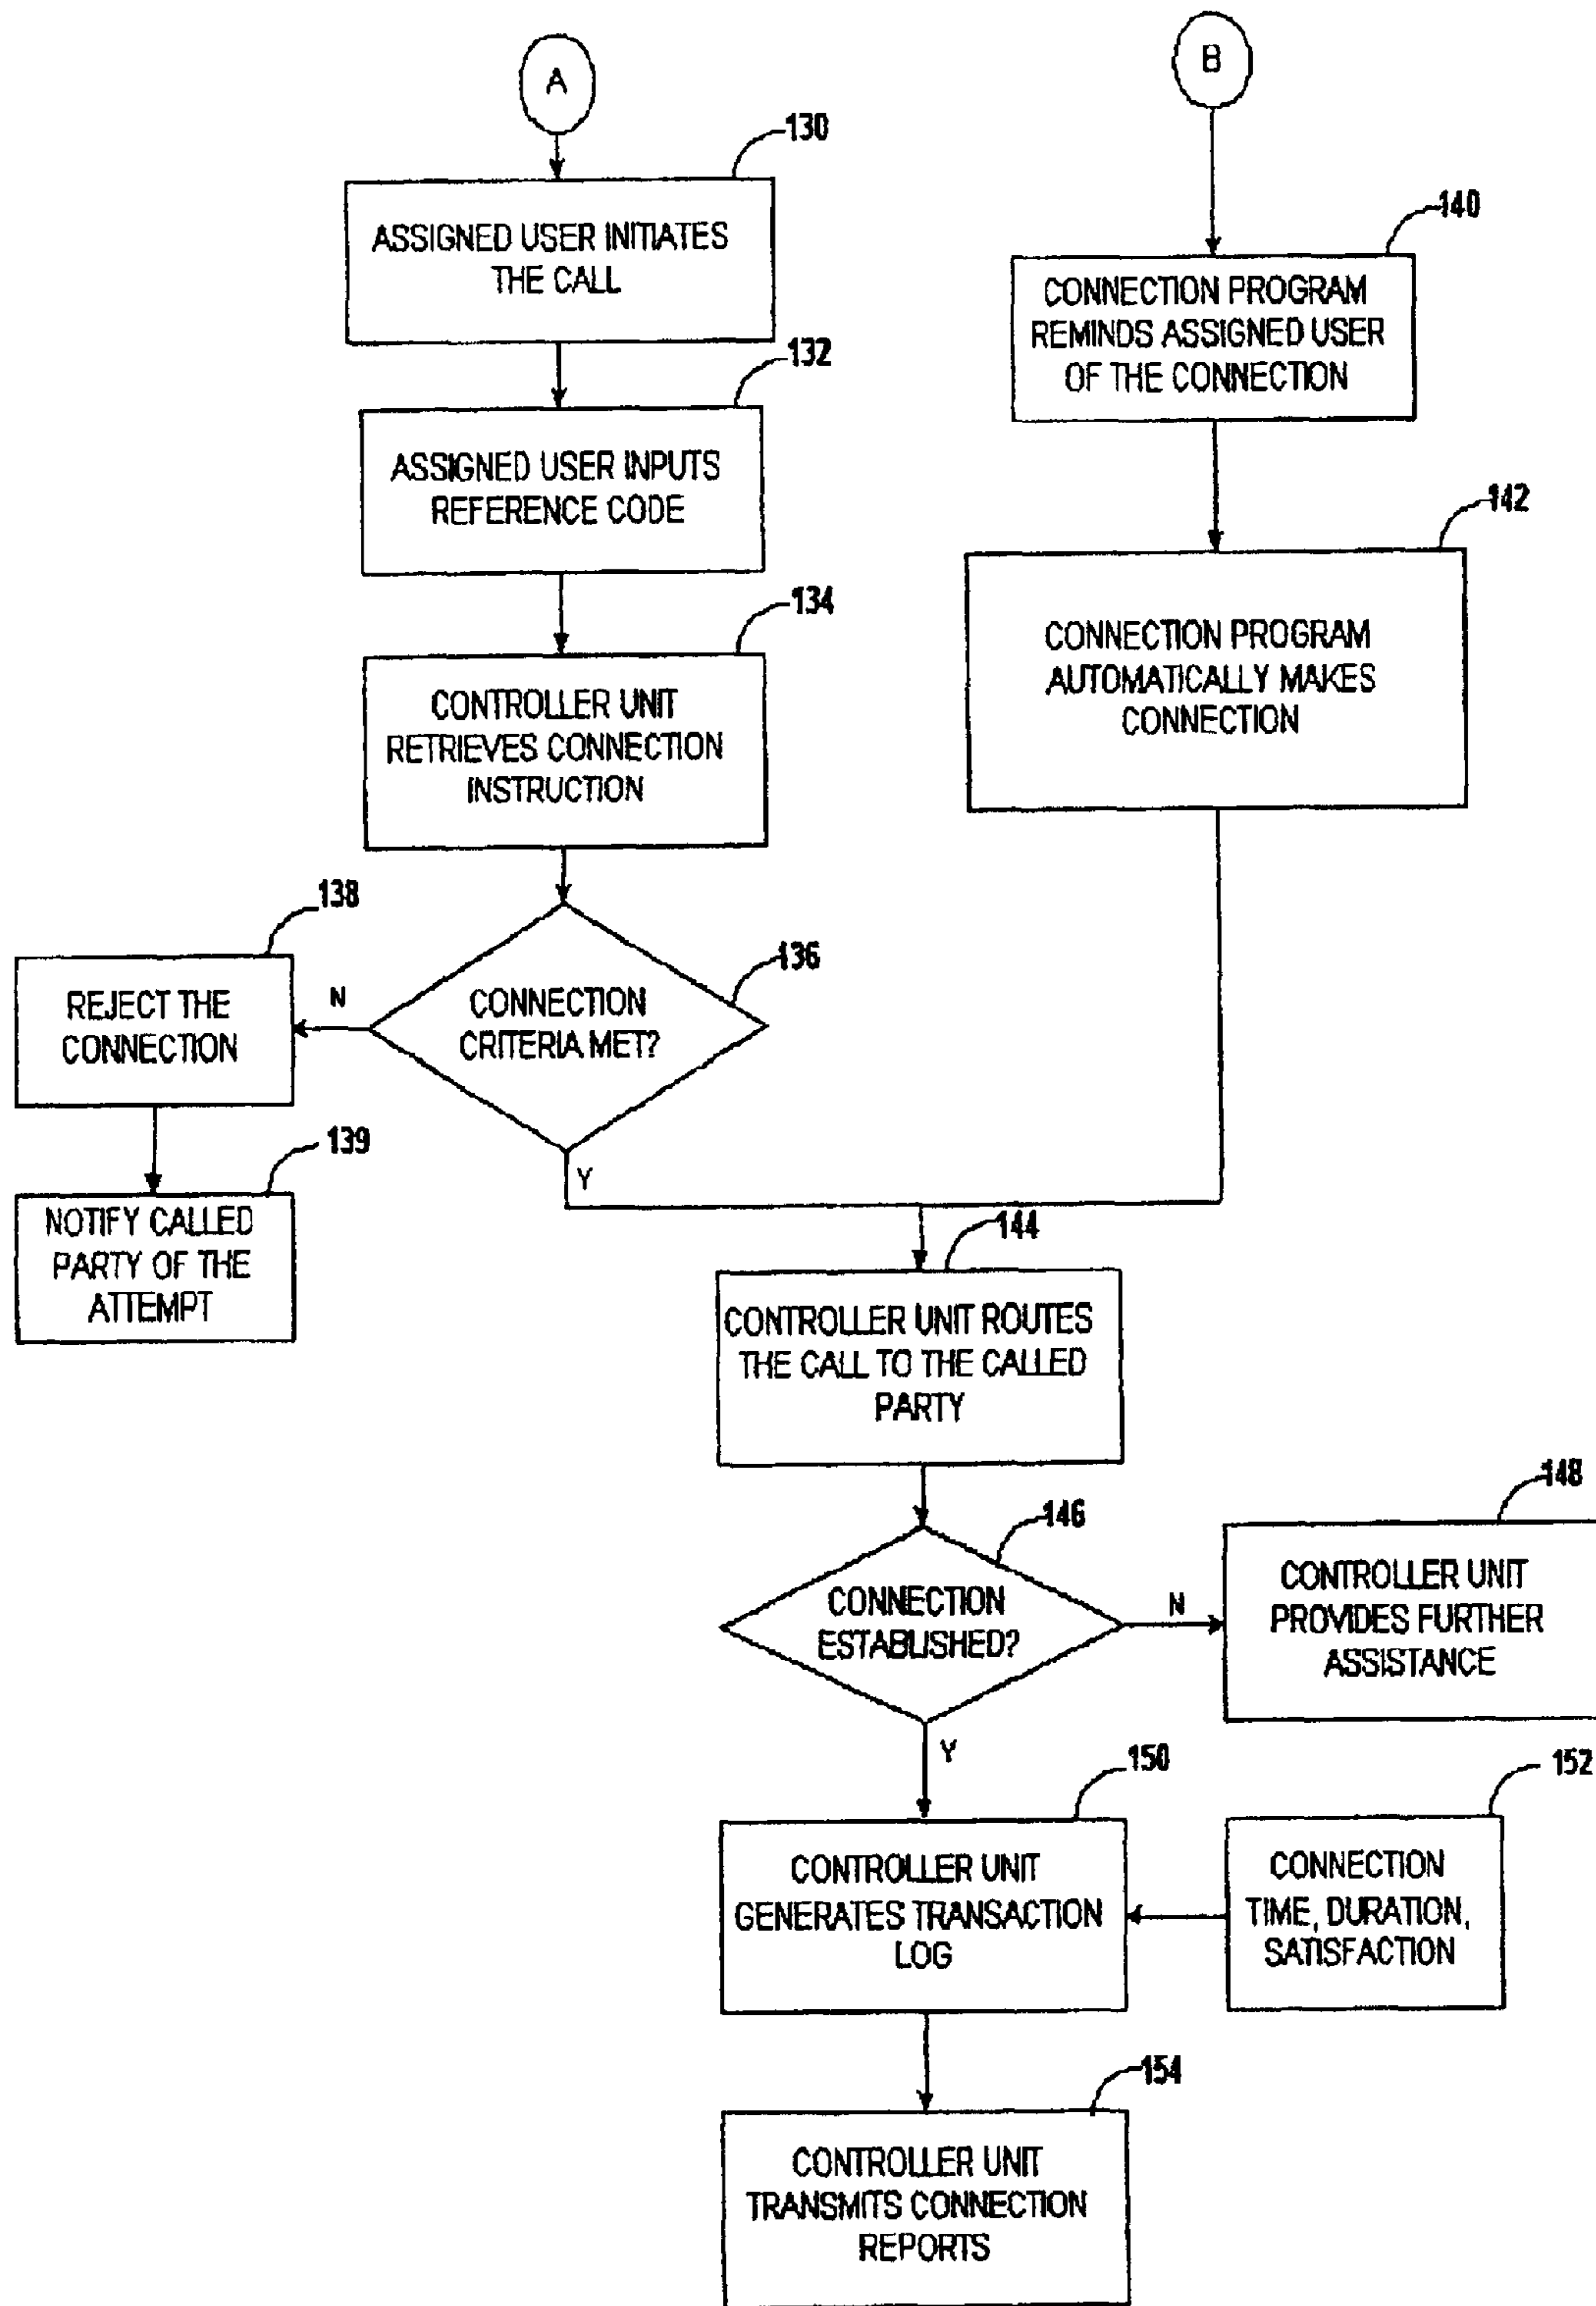 A
130
ASSIGNED USER INITIATES
THE CALL
132
ASSIGNED USER INPUTS
REFERENCE CODE
134
CONTROLLER UNIT
RETRIEVES CONNECTION
INSTRUCTION
136
CONNECTION
CRITERIA MET?
N
138
REJECT THE
CONNECTION
139
NOTIFY CALLED
PARTY OF THE
ATTEMPT
Y
B
140
CONNECTION PROGRAM
REMINDS ASSIGNED USER
OF THE CONNECTION
142
CONNECTION PROGRAM
AUTOMATICALLY MAKES
CONNECTION
144
CONTROLLER UNIT ROUTES
THE CALL TO THE CALLED
PARTY
146
CONNECTION
ESTABLISHED?
N
148
CONTROLLER UNIT
PROVIDES FURTHER
ASSISTANCE
Y
150
CONTROLLER UNIT
GENERATES TRANSACTION
LOG
152
CONNECTION
TIME, DURATION,
SATISFACTION
154
CONTROLLER UNIT
TRANSMITS CONNECTION
REPORTS